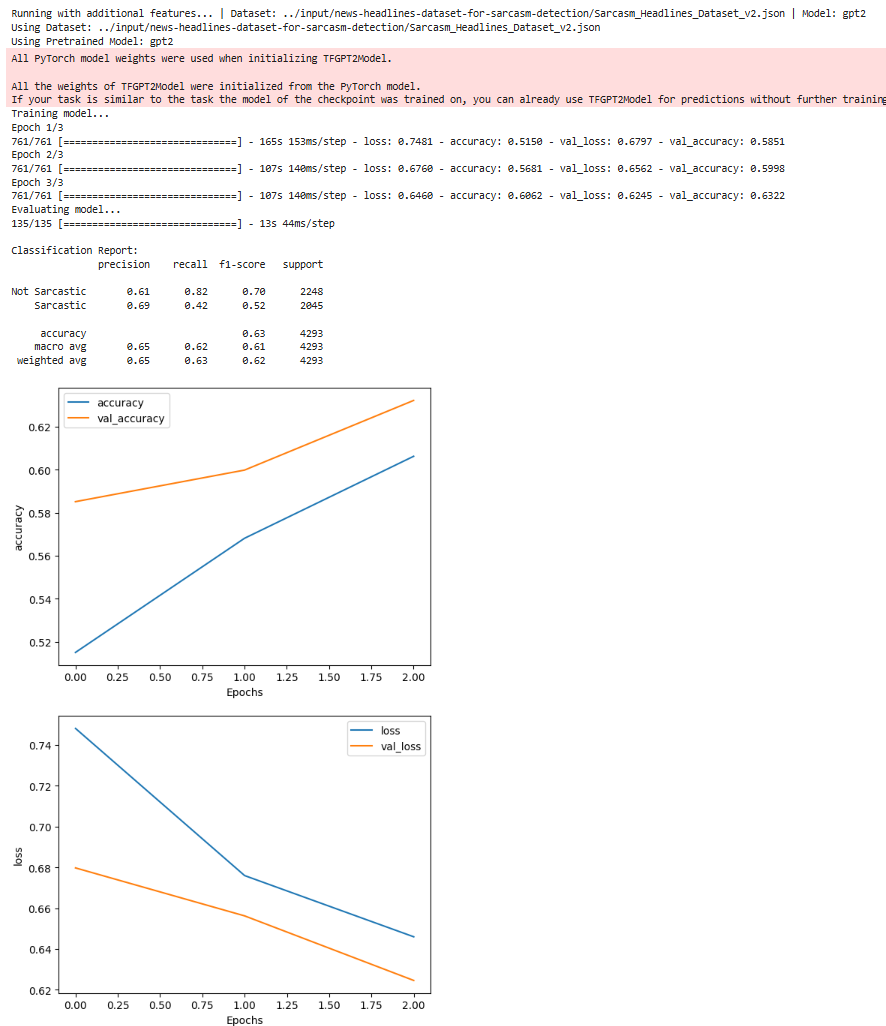 Running with additional features... | Dataset: ../input/news-headlines-dataset-for-sarcasm-detection/Sarcasm_Headlines_Dataset_v2.json | Model: gpt2
Using Dataset: ../input/news-headlines-dataset-for-sarcasm-detection/Sarcasm_Headlines_Dataset_v2.json
Using Pretrained Model: gpt2
All PyTorch model weights were used when initializing TFGPT2Model.
All the weights of TFGPT2Model were initialized from the PyTorch model.
If your task is similar to the task the model of the checkpoint was trained on, you can already use TFGPT2Model for predictions without further training
Training model...
Epoch 1/3
761/761 [==============================] - 165s 153ms/step - loss: 0.7481 - accuracy: 0.5150 - val_loss: 0.6797 - val_accuracy: 0.5851
Epoch 2/3
761/761 [==============================] - 107s 140ms/step - loss: 0.6760 - accuracy: 0.5681 - val_loss: 0.6562 - val_accuracy: 0.5998
Epoch 3/3
761/761 [==============================] - 107s 140ms/step - loss: 0.6460 - accuracy: 0.6062 - val_loss: 0.6245 - val_accuracy: 0.6322
Evaluating model...
135/135 [==============================] - 13s 44ms/step
Classification Report:
precision recall f1-score support
Not Sarcastic 0.61 0.82 0.70 2248
Sarcastic 0.69 0.42 0.52 2045
accuracy 0.63 4293
macro avg 0.65 0.62 0.61 4293
weighted avg 0.65 0.63 0.62 4293
accuracy
val_accuracy
0.62
0.60
0.58
0.56
0.54
0.52
accuracy
0.00 0.25 0.50 0.75 1.00 1.25 1.50 1.75 2.00
Epochs
loss
val_loss
0.74
0.72
0.70
0.68
0.66
0.64
0.62
loss
0.00 0.25 0.50 0.75 1.00 1.25 1.50 1.75 2.00
Epochs